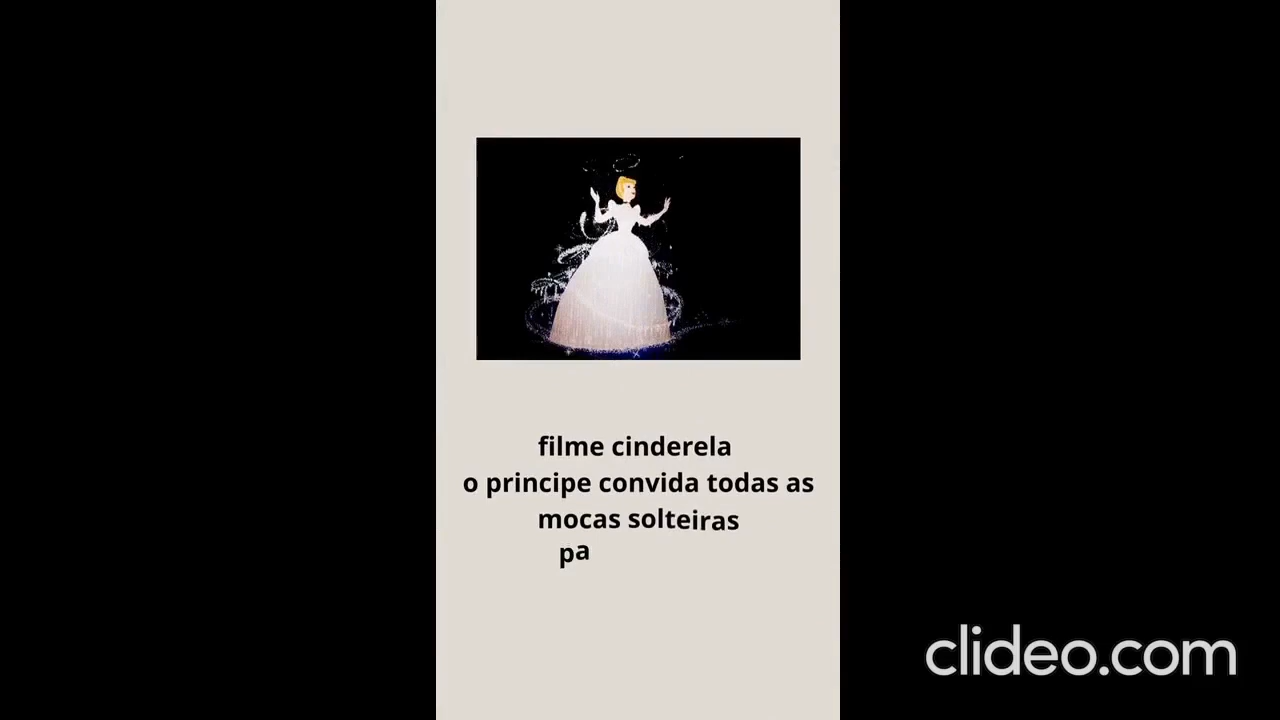 filme cinderela
o principe convida todas as
mocas solteiras
pa
clideo.com